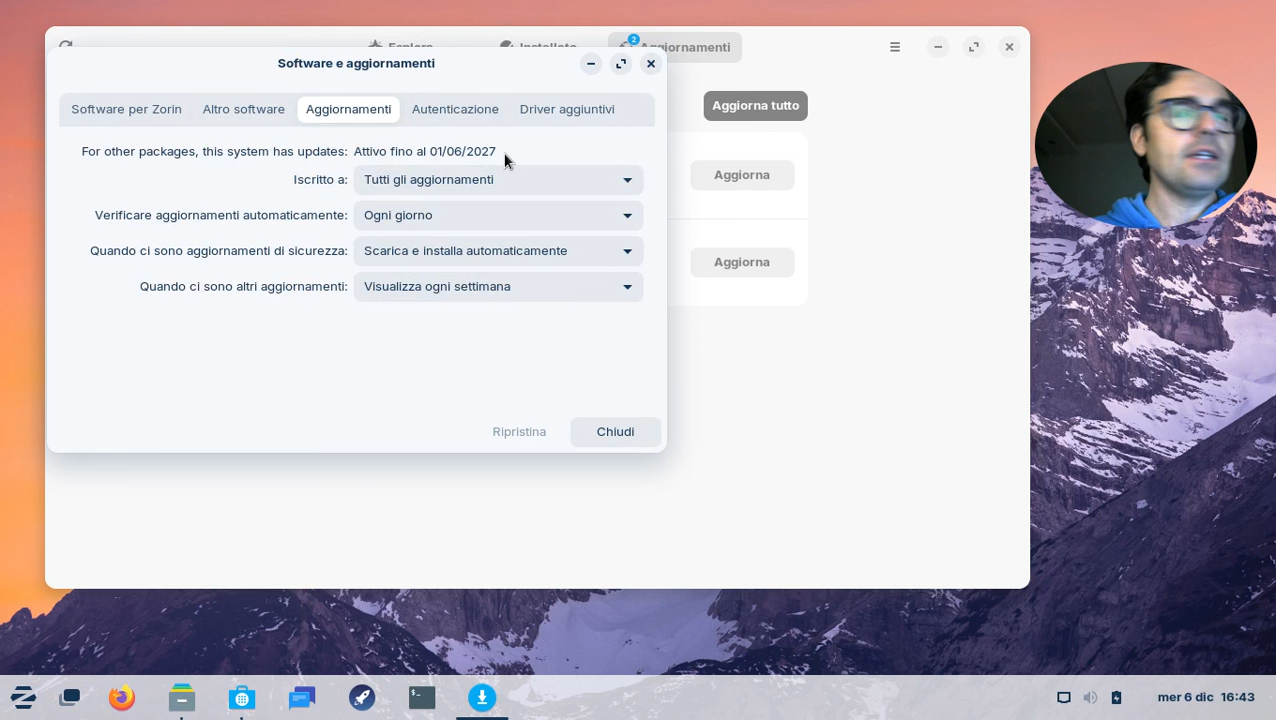 Esplora
Installate
2
Aggiornamenti
Aggiorna tutto
Aggiorna
Aggiorna
Software e aggiornamenti
Software per Zorin
Altro software
Aggiornamenti
Autenticazione
Driver aggiuntivi
For other packages, this system has updates: Attivo fino al 01/06/2027
Iscritto a: Tutti gli aggiornamenti
Verificare aggiornamenti automaticamente: Ogni giorno
Quando ci sono aggiornamenti di sicurezza: Scarica e installa automaticamente
Quando ci sono altri aggiornamenti: Visualizza ogni settimana
Ripristina
Chiudi
mer 6 dic 16:43